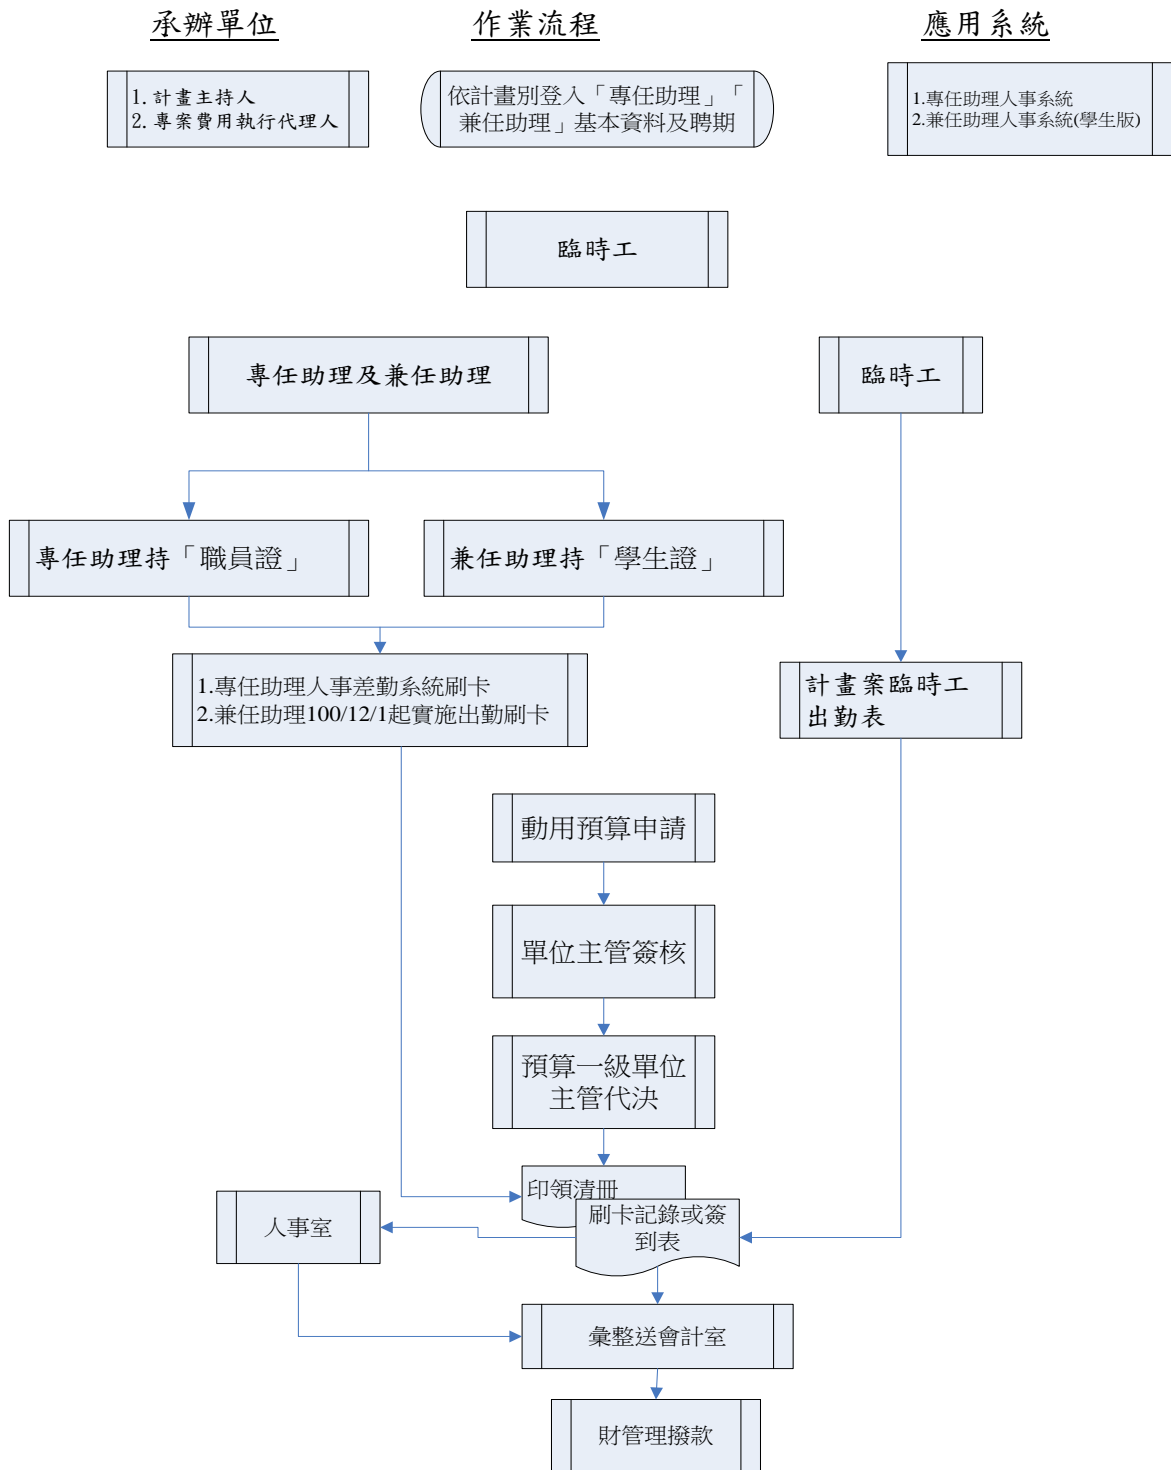 承辦單位
作業流程
應用系統
1. 計畫主持人
2. 專案費用執行代理人
依計畫別登入「專任助理」「
兼任助理」基本資料及聘期
1.專任助理人事系統
2.兼任助理人事系統(學生版)
臨時工
專任助理及兼任助理
臨時工
專任助理持「職員證」
兼任助理持「學生證」
1.專任助理人事差勤系統刷卡
2.兼任助理100/12/1起實施出勤刷卡
計畫案臨時工
出勤表
動用預算申請
單位主管簽核
預算一級單位
主管代決
印領清冊
刷卡記錄或簽
到表
人事室
彙整送會計室
財管理撥款